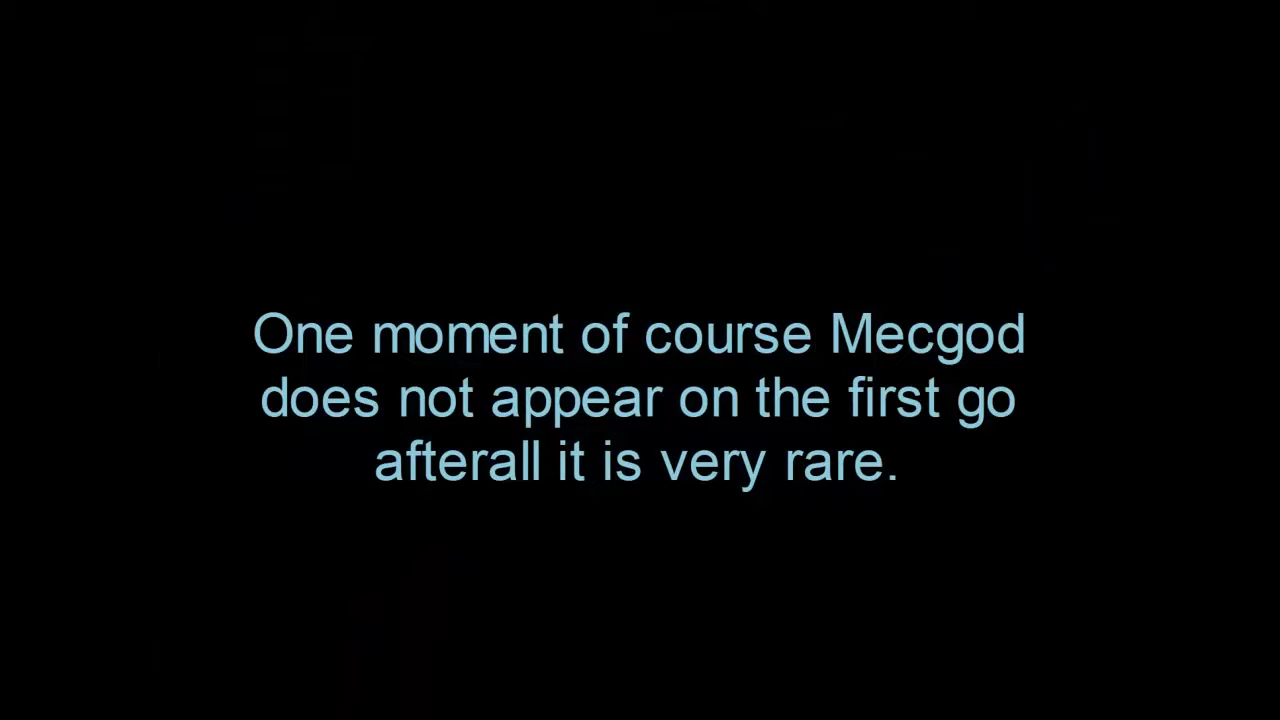 One moment of course Mecgod
does not appear on the first go
afterall it is very rare.